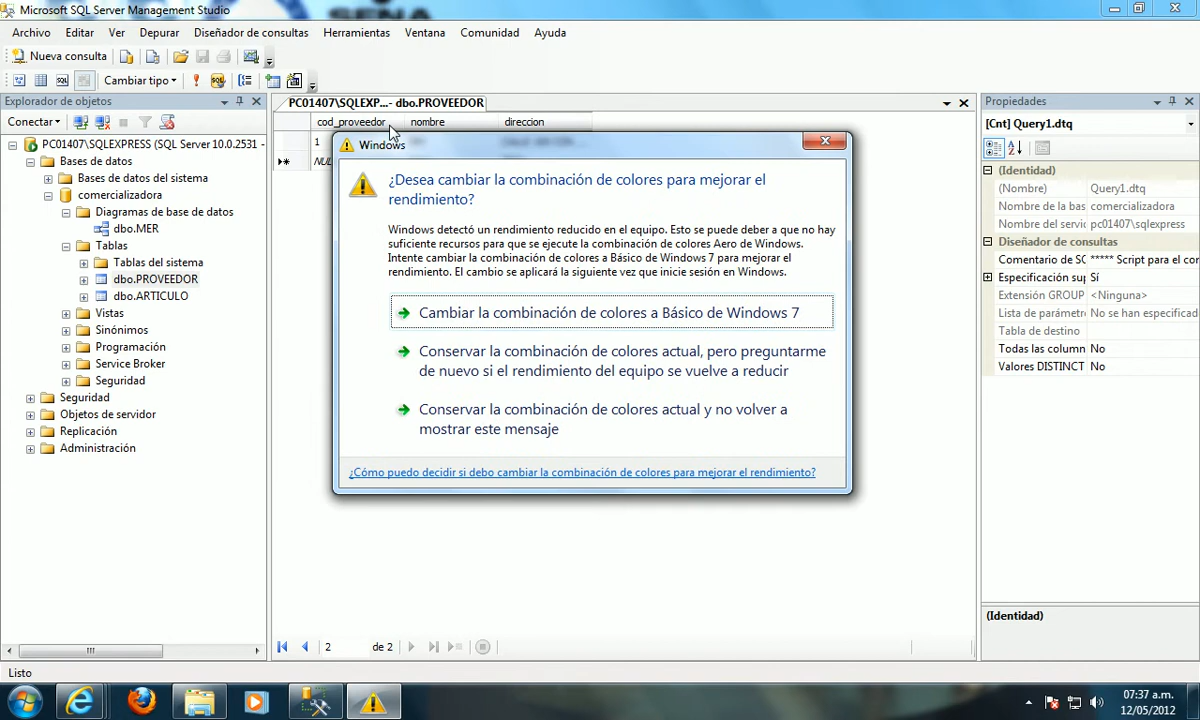 Microsoft SQL Server Management Studio
Archivo Editar Ver Depurar Diseñador de consultas Herramientas Ventana Comunidad Ayuda
Nueva consulta
Cambiar tipo
Explorador de objetos
Conectar
PC01407\SQLEXPRESS (SQL Server 10.0.2531 -
Bases de datos
Bases de datos del sistema
comercializadora
Diagramas de base de datos
dbo.MER
Tablas
Tablas del sistema
dbo.PROVEEDOR
dbo.ARTICULO
Vistas
Sinónimos
Programación
Service Broker
Seguridad
Seguridad
Objetos de servidor
Replicación
Administración
PC01407\SQLEXP...- dbo.PROVEEDOR
cod_proveedor nombre direccion
1
Windows
¿Desea cambiar la combinación de colores para mejorar el
rendimiento?
Windows detectó un rendimiento reducido en el equipo. Esto se puede deber a que no hay
suficiente recursos para que se ejecute la combinación de colores Aero de Windows.
Intente cambiar la combinación de colores a Básico de Windows 7 para mejorar el
rendimiento. El cambio se aplicará la siguiente vez que inicie sesión en Windows.
Cambiar la combinación de colores a Básico de Windows 7
Conservar la combinación de colores actual, pero preguntarme
de nuevo si el rendimiento del equipo se vuelve a reducir
Conservar la combinación de colores actual y no volver a
mostrar este mensaje
¿Cómo puedo decidir si debo cambiar la combinación de colores para mejorar el rendimiento?
2 de 2
Propiedades
[Cnt] Query1.dtq
(Identidad)
(Nombre) Query1.dtq
Nombre de la bas comercializadora
Nombre del servic pc01407\sqlexpress
Diseñador de consultas
Comentario de SQ ***** Script para el cor
Especificación sup Sí
Extensión GROUP <Ninguna>
Lista de parámetre No se han especificad
Tabla de destino
Todas las column No
Valores DISTINCT No
(Identidad)
Listo
07:37 a.m.
12/05/2012